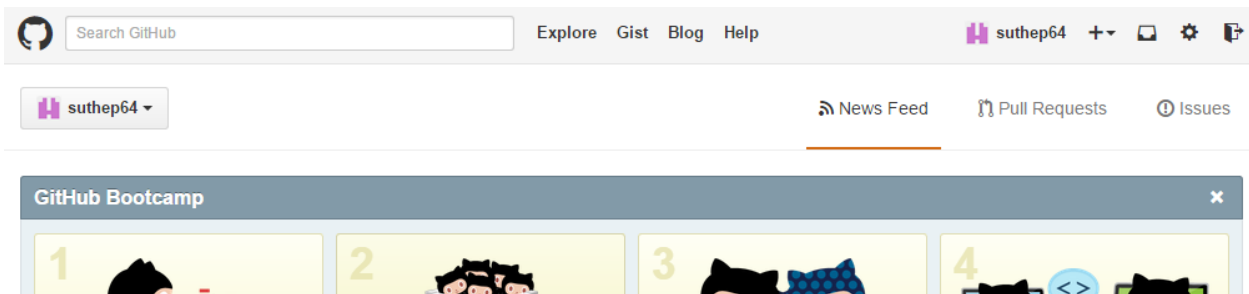 Search GitHub Explore Gist Blog Help suthep64
suthep64 News Feed Pull Requests Issues
GitHub Bootcamp
1 2 3 4